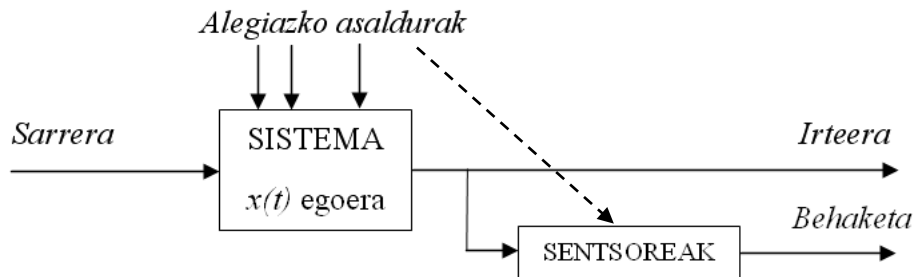 Alegiazko asaldurak
Sarrera
SISTEMA
x(t) egoera
Irteera
Behaketa
SENTSOREAK